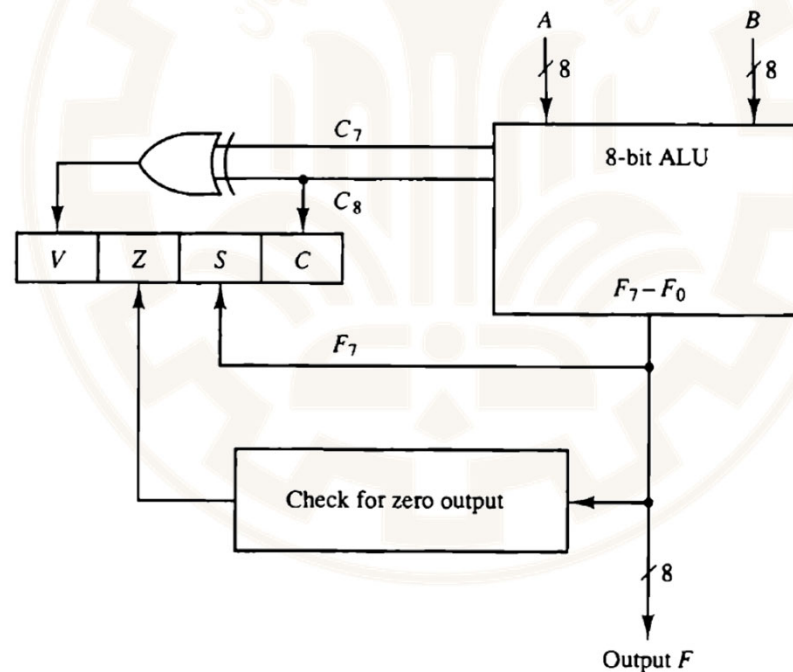 A
B
8
8
C₇
8-bit ALU
C₈
V Z S C
F₇ – F₀
F₇
Check for zero output
8
Output F